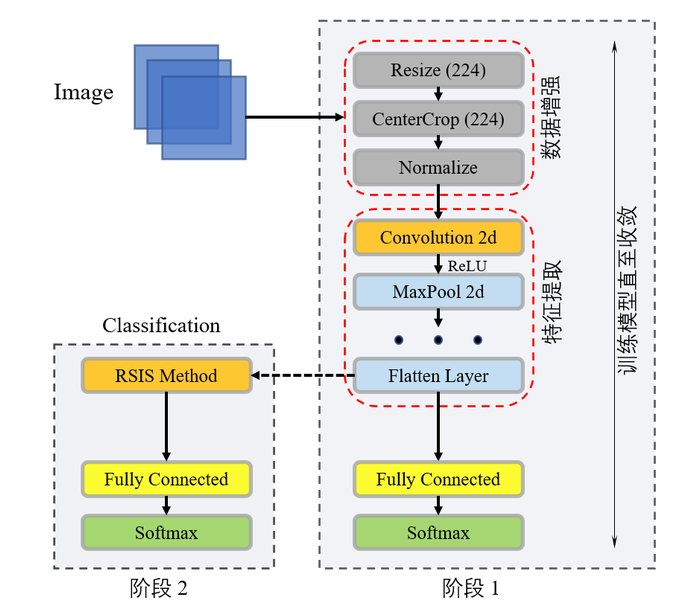 Image
Resize (224)
CenterCrop (224)
Normalize
数据增强
Convolution 2d
ReLU
MaxPool 2d
Flatten Layer
特征提取
Fully Connected
Softmax
训练模型直至收敛
阶段 1
Classification
RSIS Method
Fully Connected
Softmax
阶段 2